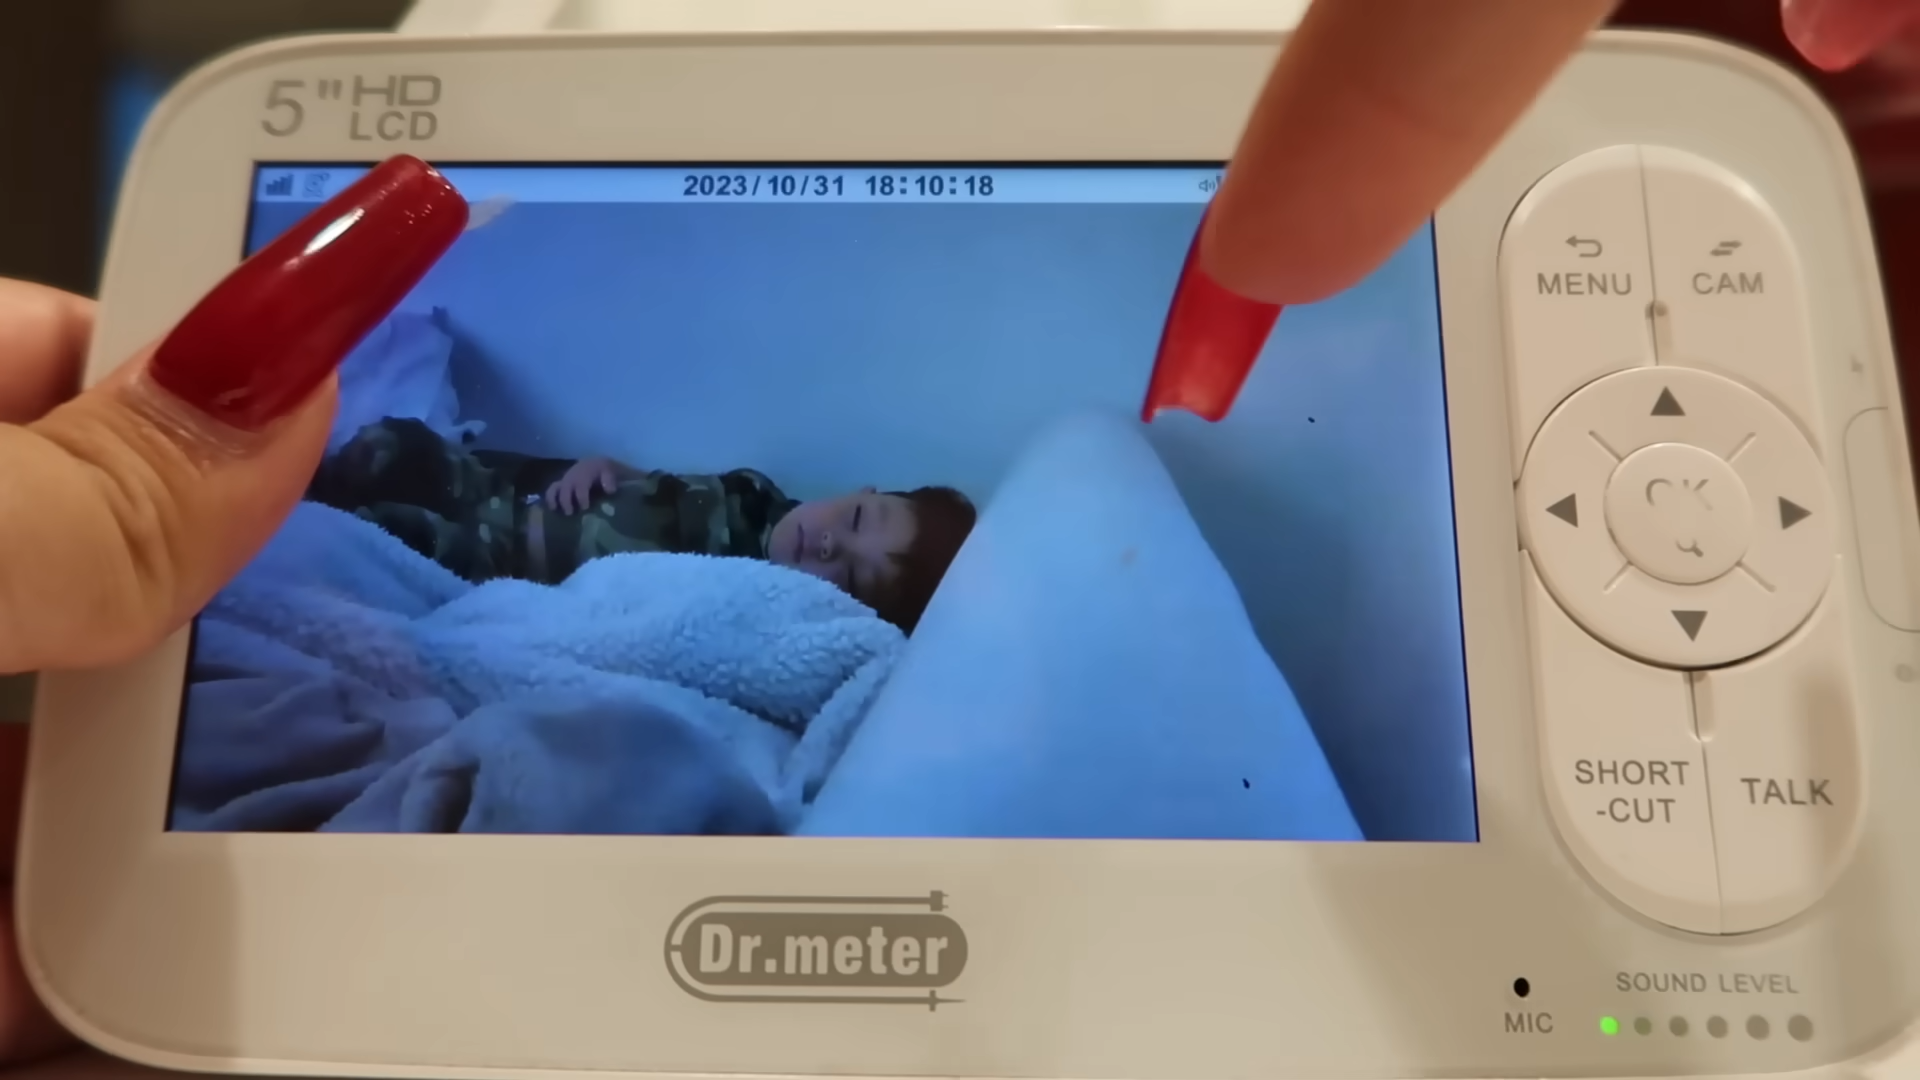 5" HD
LCD
2023/10/31 18:10:18
MENU
CAM
OK
SHORT
-CUT
TALK
Dr.meter
SOUND LEVEL
MIC